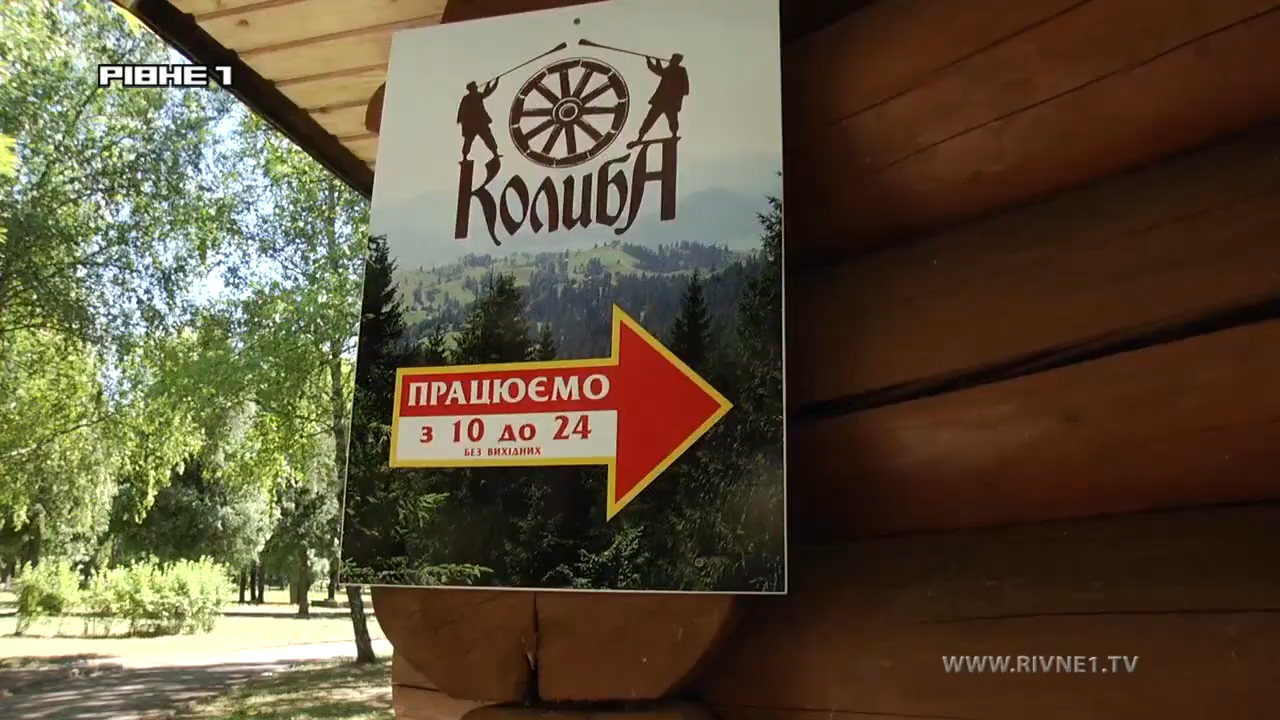 РІВНЕ 1
КолибА
ПРАЦЮЄМО
з 10 до 24
БЕЗ ВИХІДНИХ
WWW.RIVNE1.TV